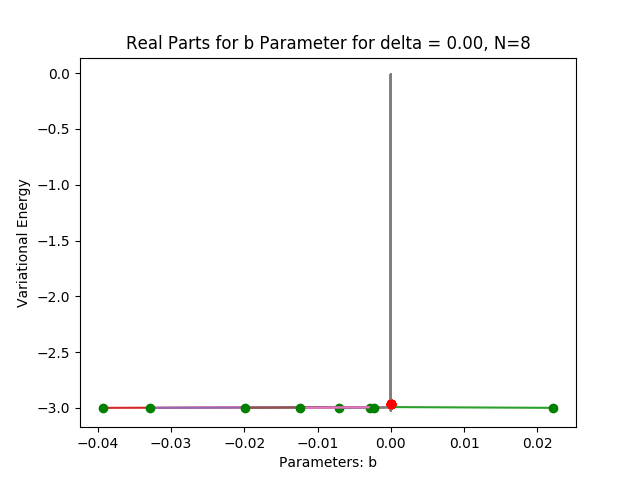 Real Parts for b Parameter for delta = 0.00, N=8
0.0
−0.5
−1.0
−1.5
−2.0
−2.5
−3.0
Variational Energy
−0.04 −0.03 −0.02 −0.01 0.00 0.01 0.02
Parameters: b